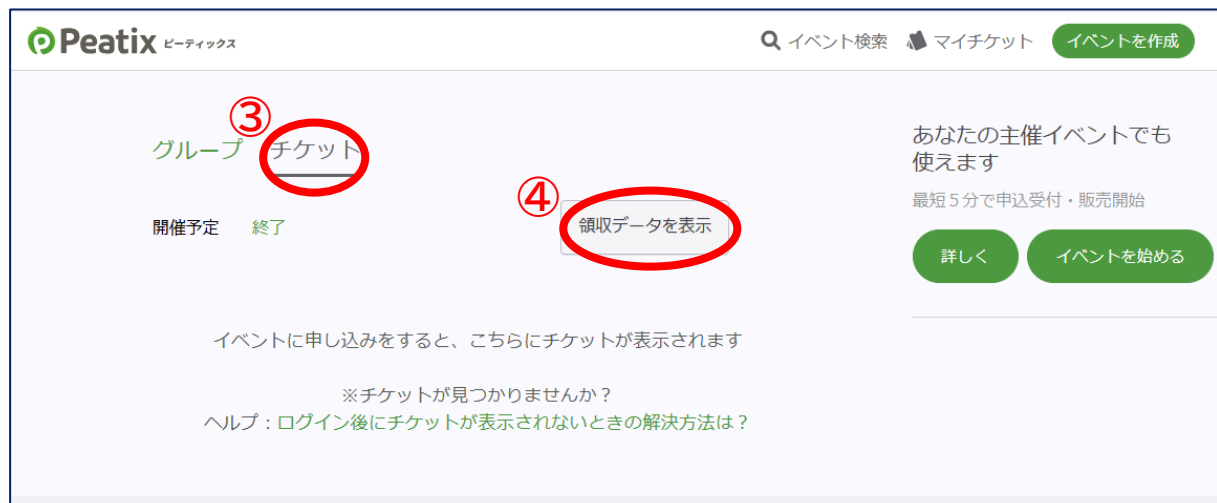 Peatix ピーティックス
イベント検索 マイチケット イベントを作成
③
グループ チケット
④
開催予定 終了
領収データを表示
イベントに申し込みをすると、こちらにチケットが表示されます
※チケットが見つかりませんか？
ヘルプ：ログイン後にチケットが表示されないときの解決方法は？
あなたの主催イベントでも
使えます
最短５分で申込受付・販売開始
詳しく イベントを始める